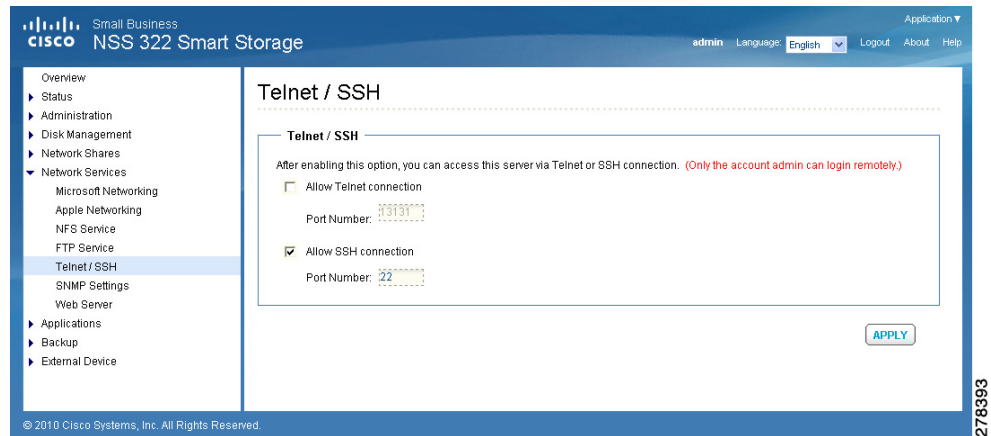 Small Business
CISCO NSS 322 Smart Storage
Application ▼
admin Language: English Logout About Help
Overview
Status
Administration
Disk Management
Network Shares
Network Services
Microsoft Networking
Apple Networking
NFS Service
FTP Service
Telnet / SSH
SNMP Settings
Web Server
Applications
Backup
External Device
Telnet / SSH
Telnet / SSH
After enabling this option, you can access this server via Telnet or SSH connection. (Only the account admin can login remotely.)
Allow Telnet connection
Port Number: 13131
Allow SSH connection
Port Number: 22
APPLY
© 2010 Cisco Systems, Inc. All Rights Reserved.
278393